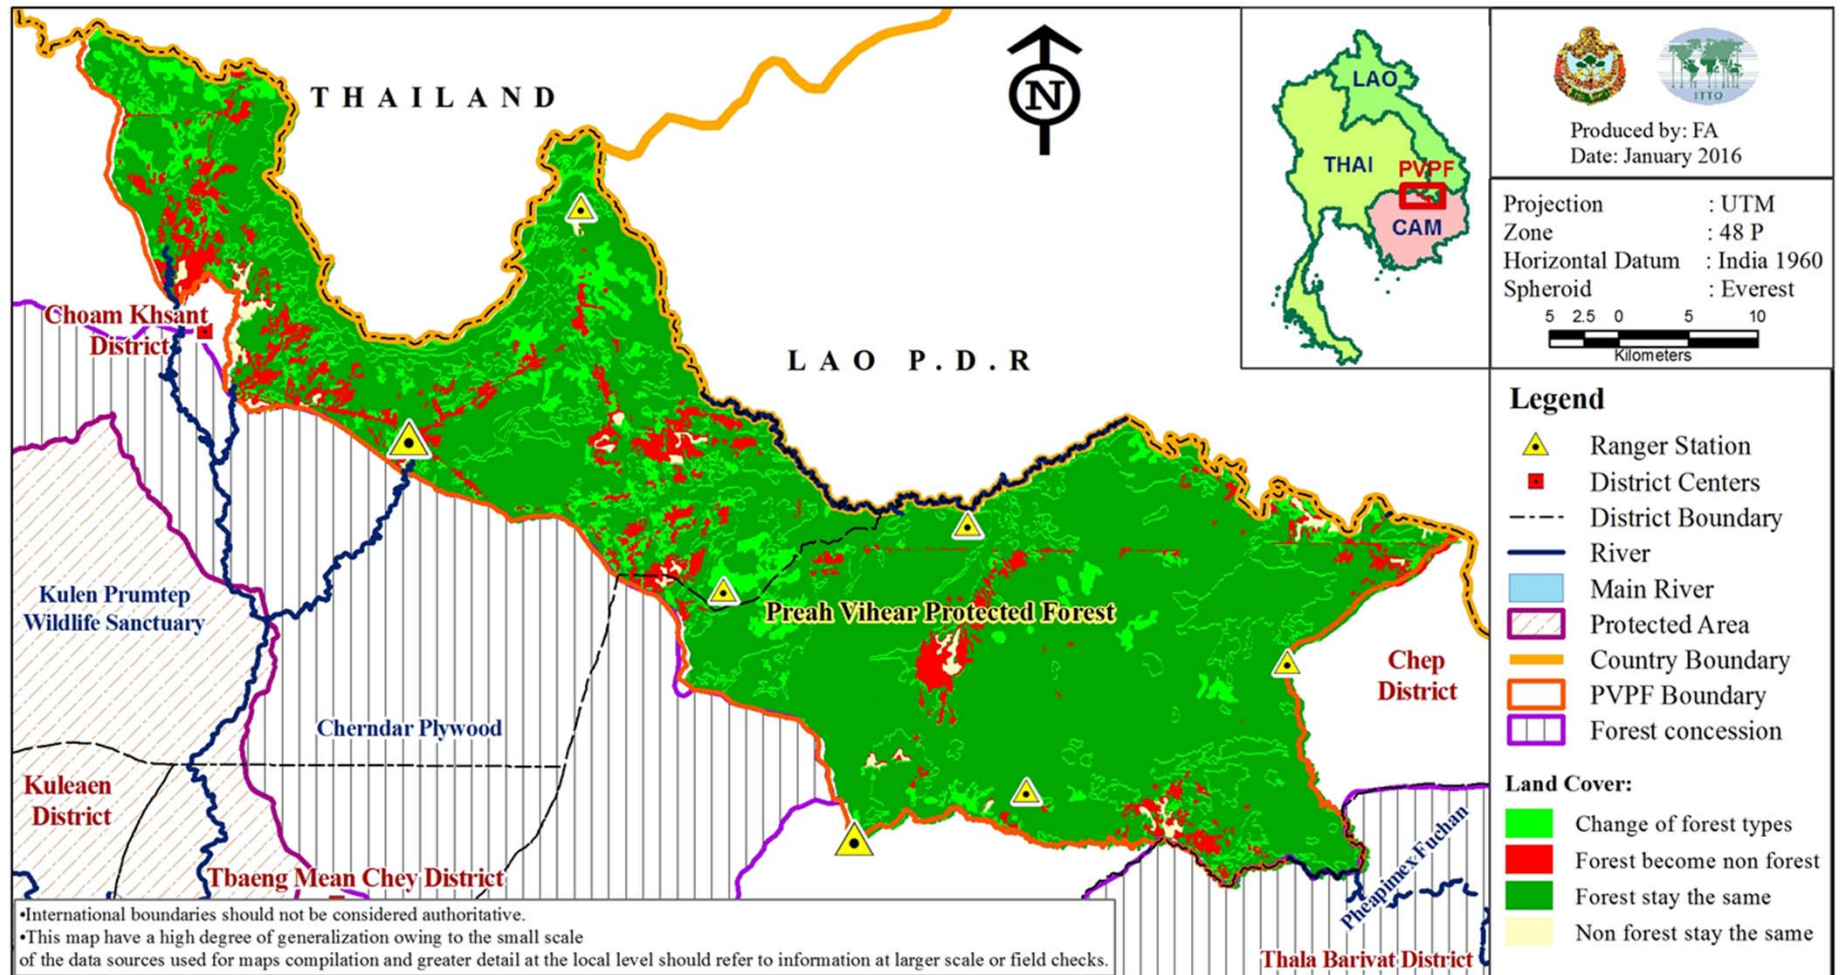 THAILAND
N
LAO P.D.R
Choam Khsant
District
Kulen Prumtep
Wildlife Sanctuary
Preah Vihear Protected Forest
Chep
District
Cherndar Plywood
Kuleaen
District
Tbaeng Mean Chey District
Pheapimex Fuchan
Thala Barivat District
•International boundaries should not be considered authoritative.
•This map have a high degree of generalization owing to the small scale
of the data sources used for maps compilation and greater detail at the local level should refer to information at larger scale or field checks.
LAO
THAI
PVPF
CAM
ITTO
Produced by: FA
Date: January 2016
Projection : UTM
Zone : 48 P
Horizontal Datum : India 1960
Spheroid : Everest
5 2.5 0 5 10
Kilometers
Legend
Ranger Station
District Centers
District Boundary
River
Main River
Protected Area
Country Boundary
PVPF Boundary
Forest concession
Land Cover:
Change of forest types
Forest become non forest
Forest stay the same
Non forest stay the same